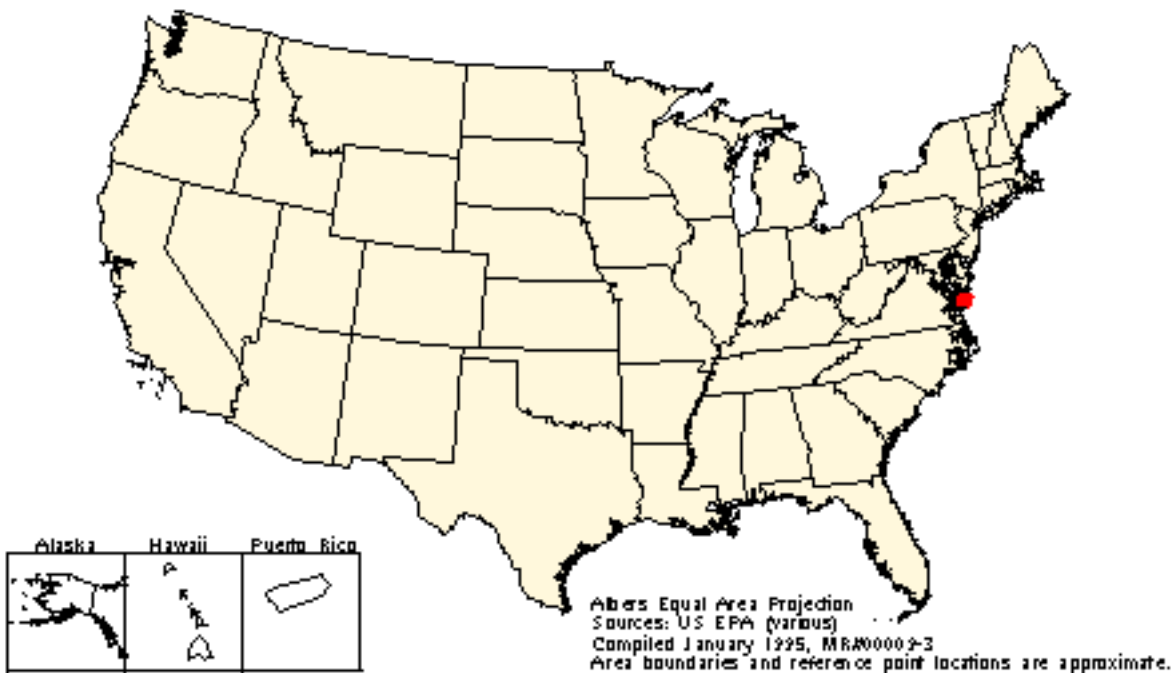 Alaska Hawaii Puerto Rico
Albers Equal Area Projection
Sources: US EPA (various)
Compiled January 1995, MR#00009-3
Area boundaries and reference point locations are approximate.